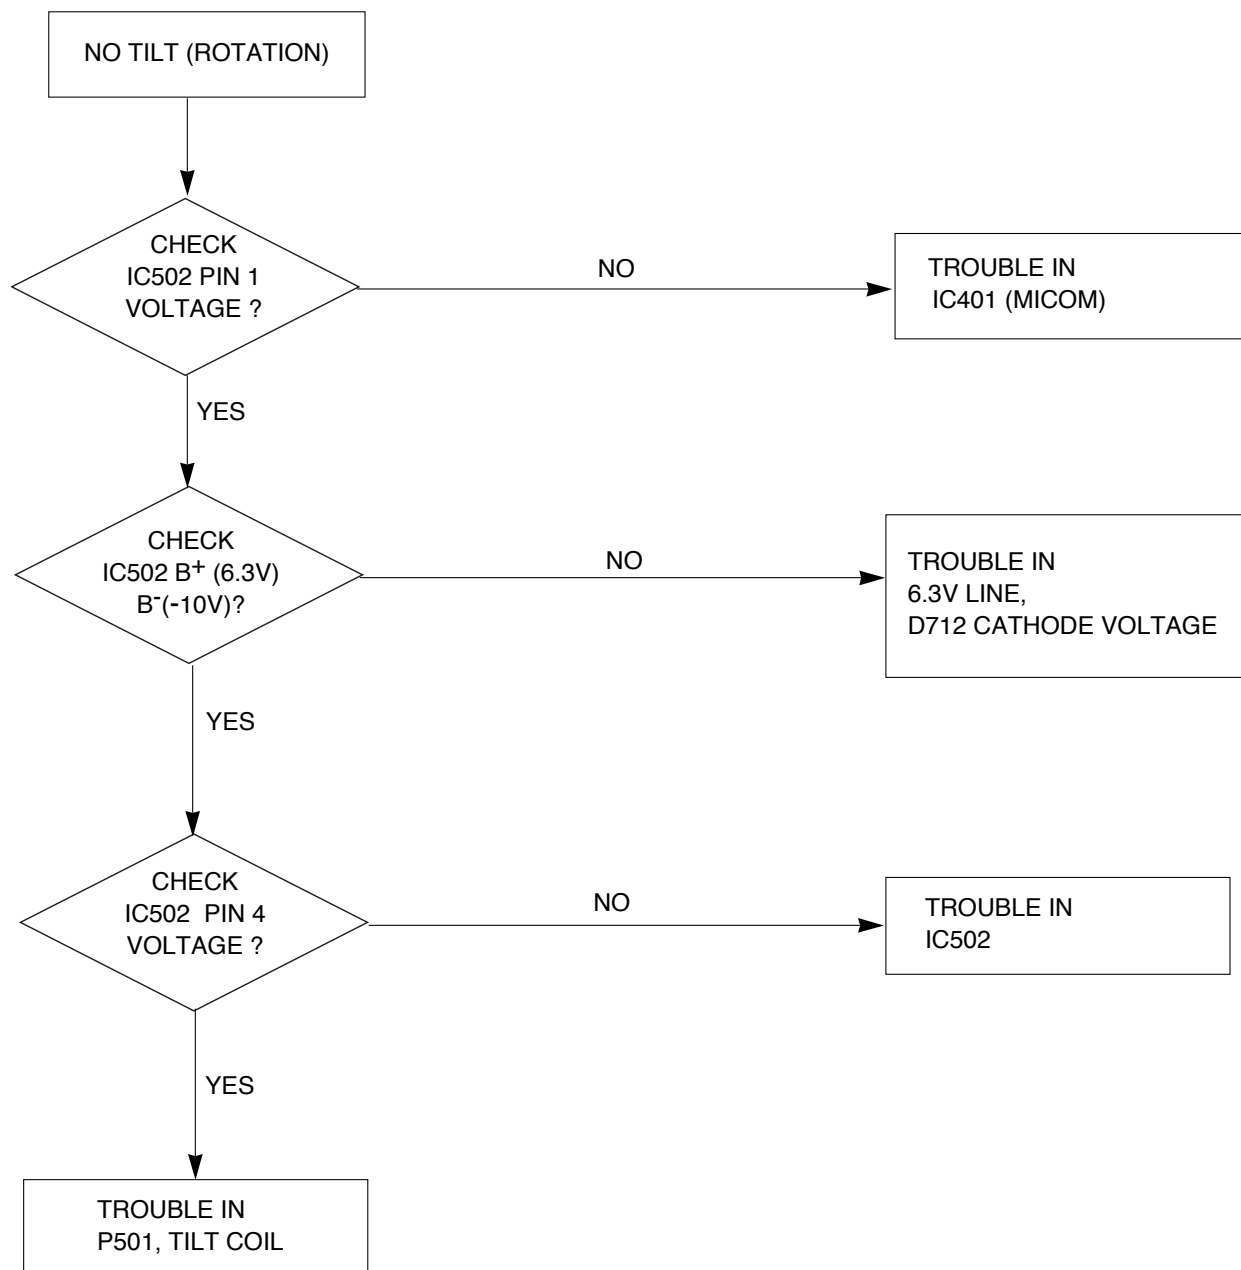 NO TILT (ROTATION)
CHECK
IC502 PIN 1
VOLTAGE ?
NO
TROUBLE IN
IC401 (MICOM)
YES
CHECK
IC502 B+ (6.3V)
B-(-10V)?
NO
TROUBLE IN
6.3V LINE,
D712 CATHODE VOLTAGE
YES
CHECK
IC502 PIN 4
VOLTAGE ?
NO
TROUBLE IN
IC502
YES
TROUBLE IN
P501, TILT COIL